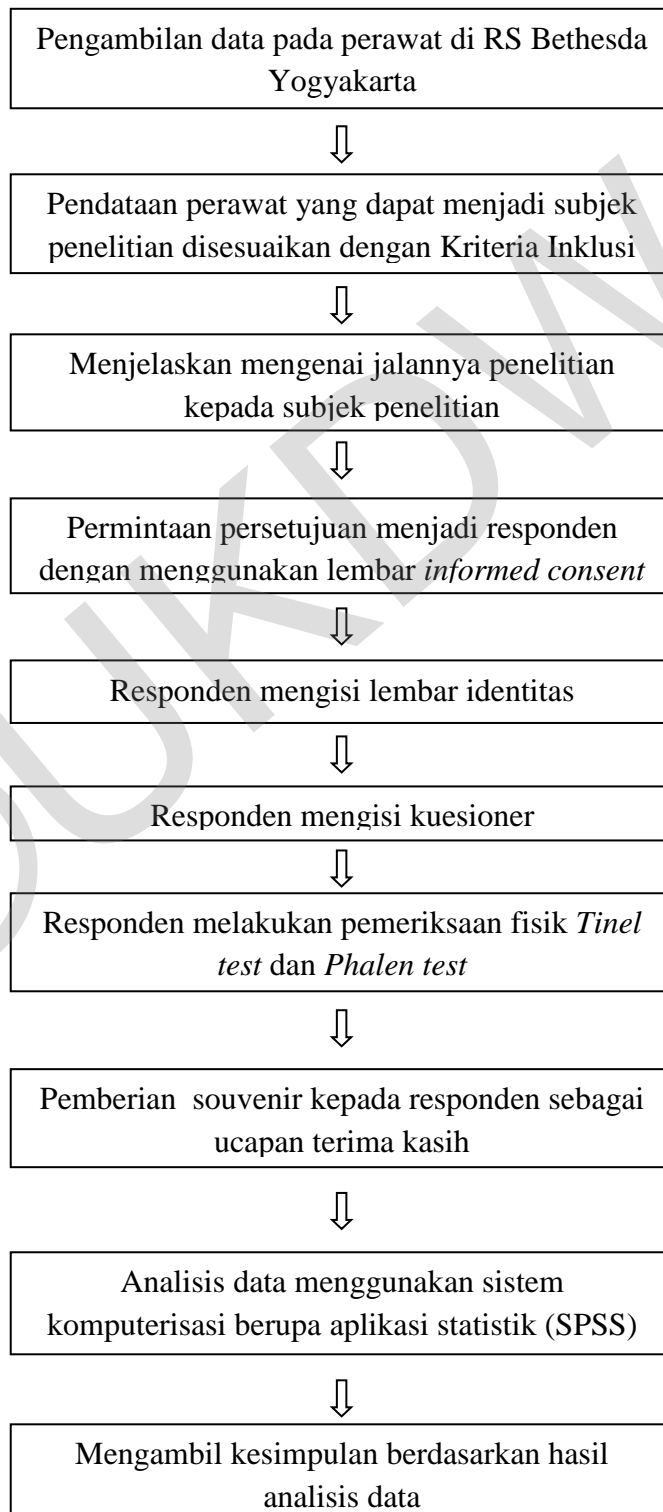 Pengambilan data pada perawat di RS Bethesda
Yogyakarta
Pendataan perawat yang dapat menjadi subjek
penelitian disesuaikan dengan Kriteria Inklusi
Menjelaskan mengenai jalannya penelitian
kepada subjek penelitian
Permintaan persetujuan menjadi responden
dengan menggunakan lembar informed consent
Responden mengisi lembar identitas
Responden mengisi kuesioner
Responden melakukan pemeriksaan fisik Tinel
test dan Phalen test
Pemberian souvenir kepada responden sebagai
ucapan terima kasih
Analisis data menggunakan sistem
komputerisasi berupa aplikasi statistik (SPSS)
Mengambil kesimpulan berdasarkan hasil
analisis data
UKDW